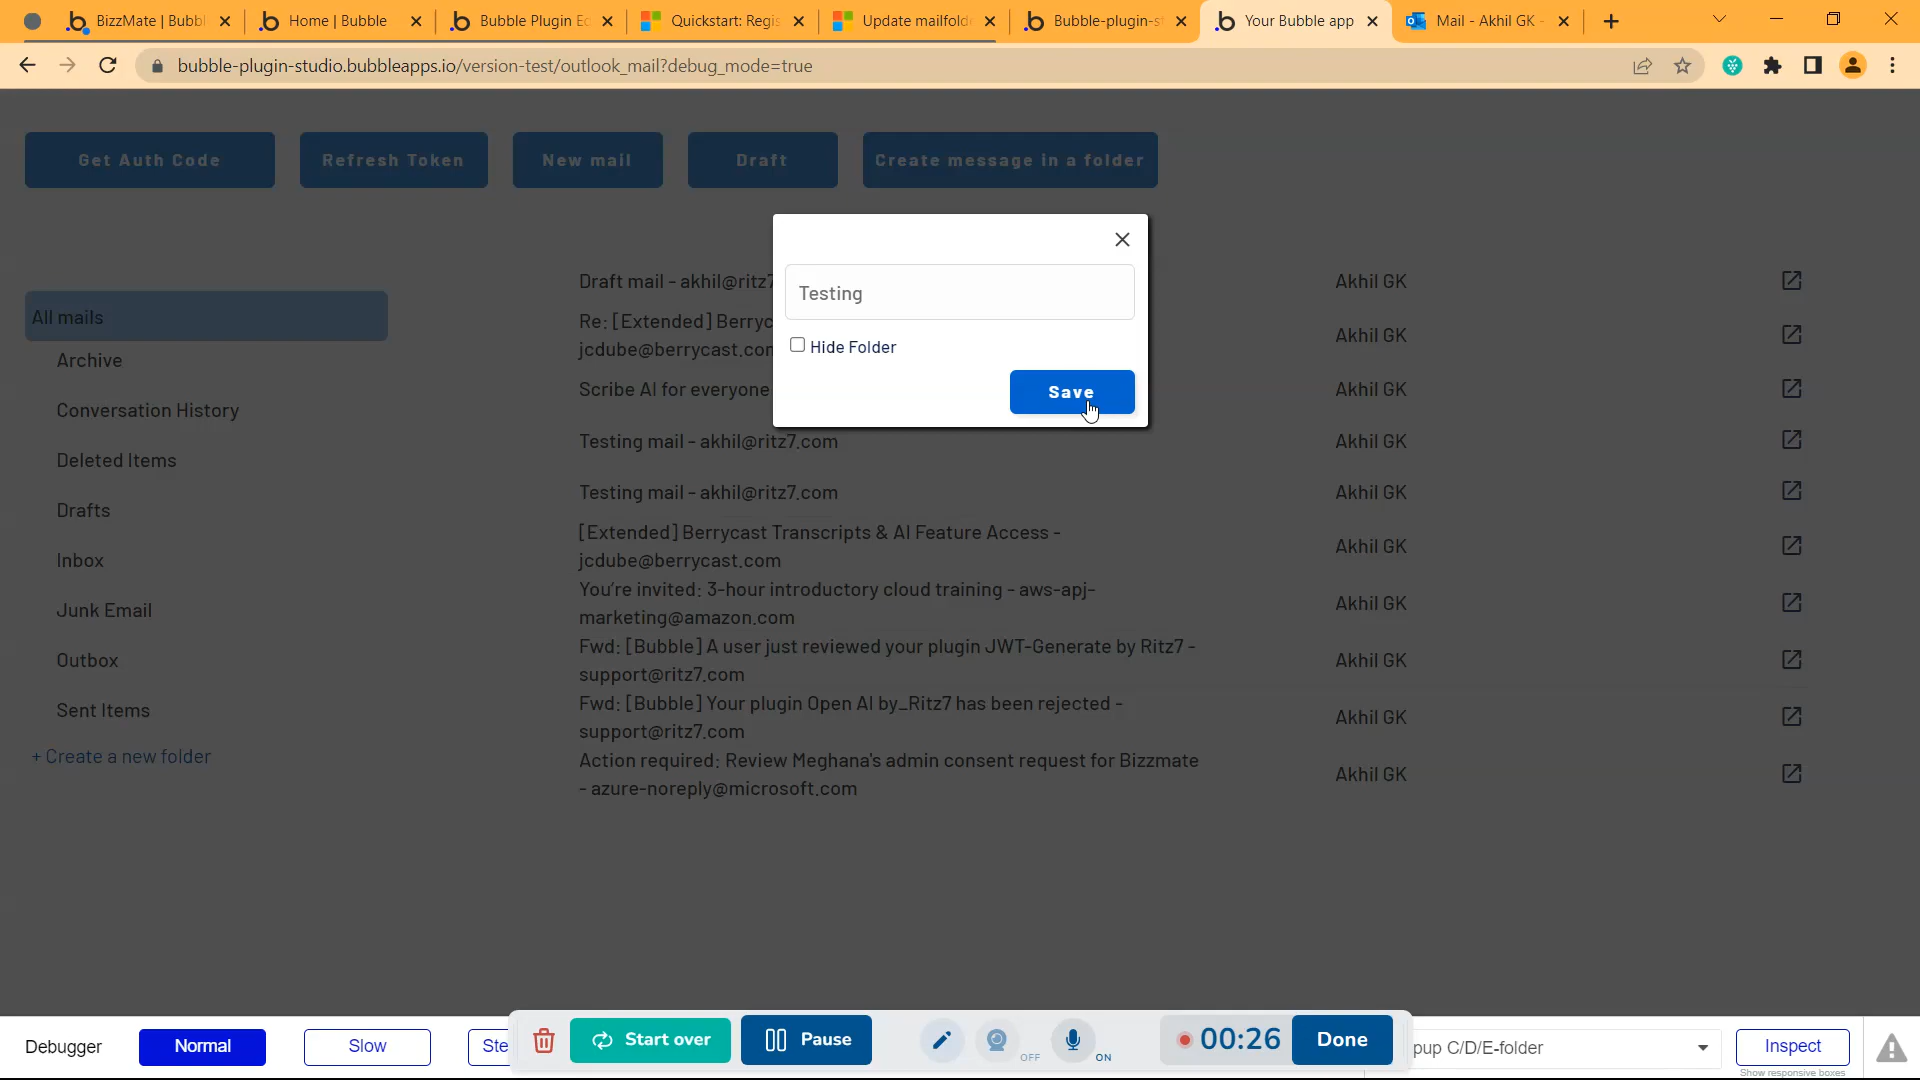 BizzMate | Bubbl
Home | Bubble
Bubble Plugin Ed
Quickstart: Regis
Update mailfolde
Bubble-plugin-st
Your Bubble app
Mail - Akhil GK -
bubble-plugin-studio.bubbleapps.io/version-test/outlook_mail?debug_mode=true
Get Auth Code
Refresh Token
New mail
Draft
Create message in a folder
Testing
Hide Folder
Save
All mails
Archive
Conversation History
Deleted Items
Drafts
Inbox
Junk Email
Outbox
Sent Items
+ Create a new folder
Draft mail - akhil@ritz7
Akhil GK
Re: [Extended] Berryc
jcdube@berrycast.con
Akhil GK
Scribe AI for everyone
Akhil GK
Testing mail - akhil@ritz7.com
Akhil GK
Testing mail - akhil@ritz7.com
Akhil GK
[Extended] Berrycast Transcripts & AI Feature Access -
jcdube@berrycast.com
Akhil GK
You're invited: 3-hour introductory cloud training - aws-apj-
marketing@amazon.com
Akhil GK
Fwd: [Bubble] A user just reviewed your plugin JWT-Generate by Ritz7 -
support@ritz7.com
Akhil GK
Fwd: [Bubble] Your plugin Open AI by_Ritz7 has been rejected -
support@ritz7.com
Akhil GK
Action required: Review Meghana's admin consent request for Bizzmate
- azure-noreply@microsoft.com
Akhil GK
Debugger
Normal
Slow
Ste
Start over
Pause
OFF
ON
00:26
Done
pup C/D/E-folder
Inspect
Show responsive boxes